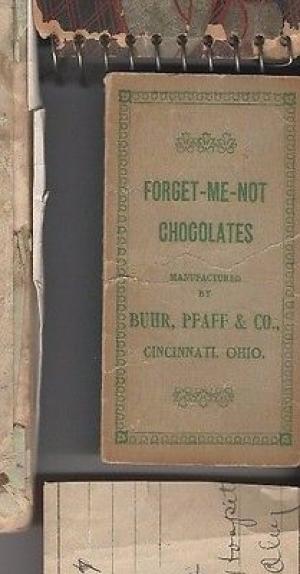 FORGET-ME-NOT
CHOCOLATES
MANUFACTURED
BY
BUHR, PFAFF & CO.,
CINCINNATI, OHIO.